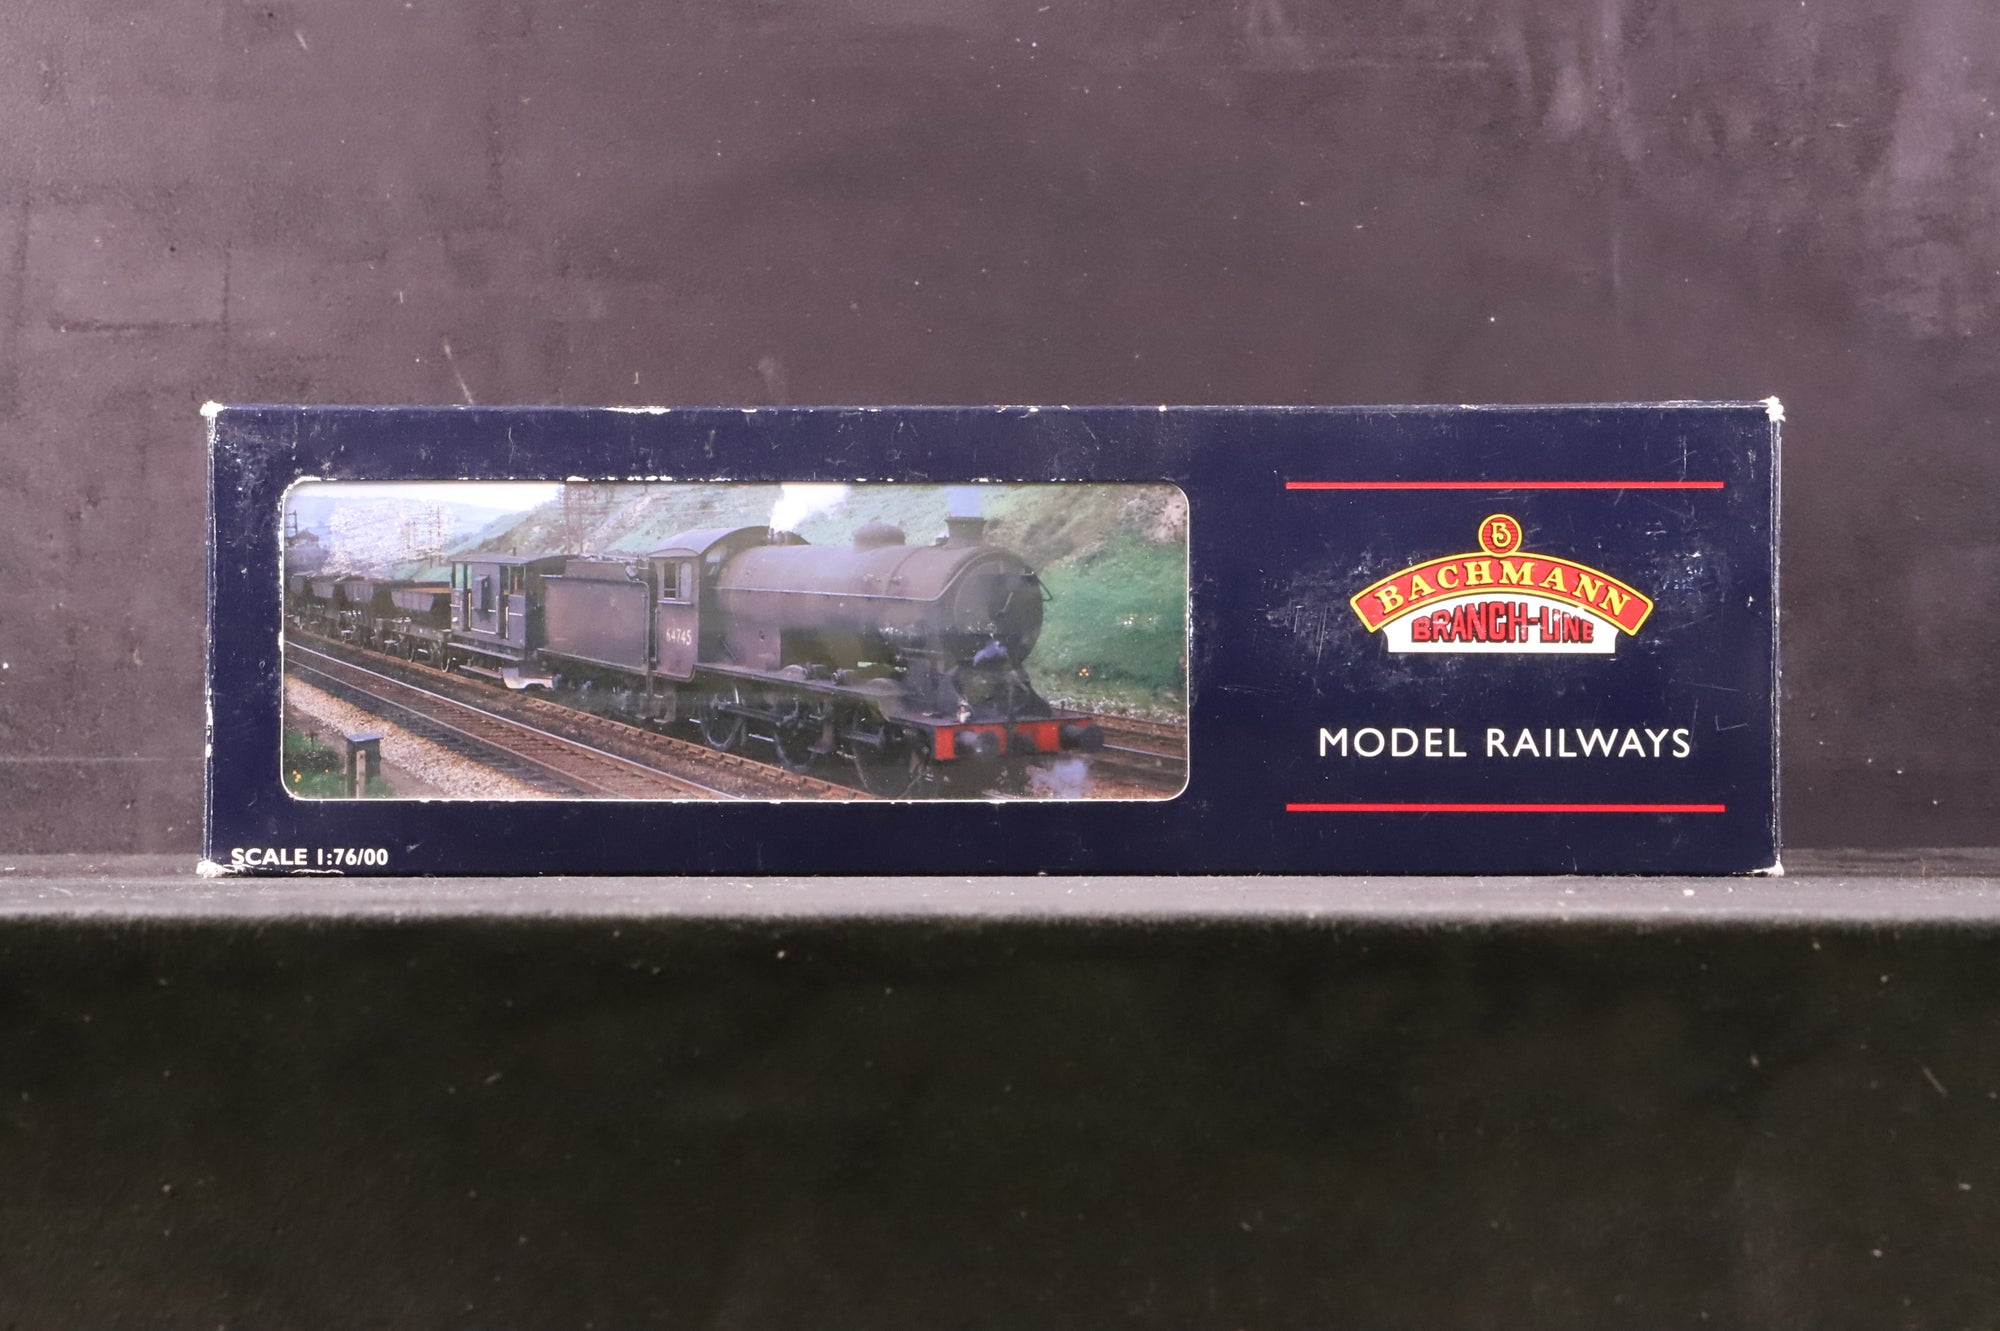 64745
B
BACHMANN
BRANCH-LINE
MODEL RAILWAYS
SCALE 1:76/00